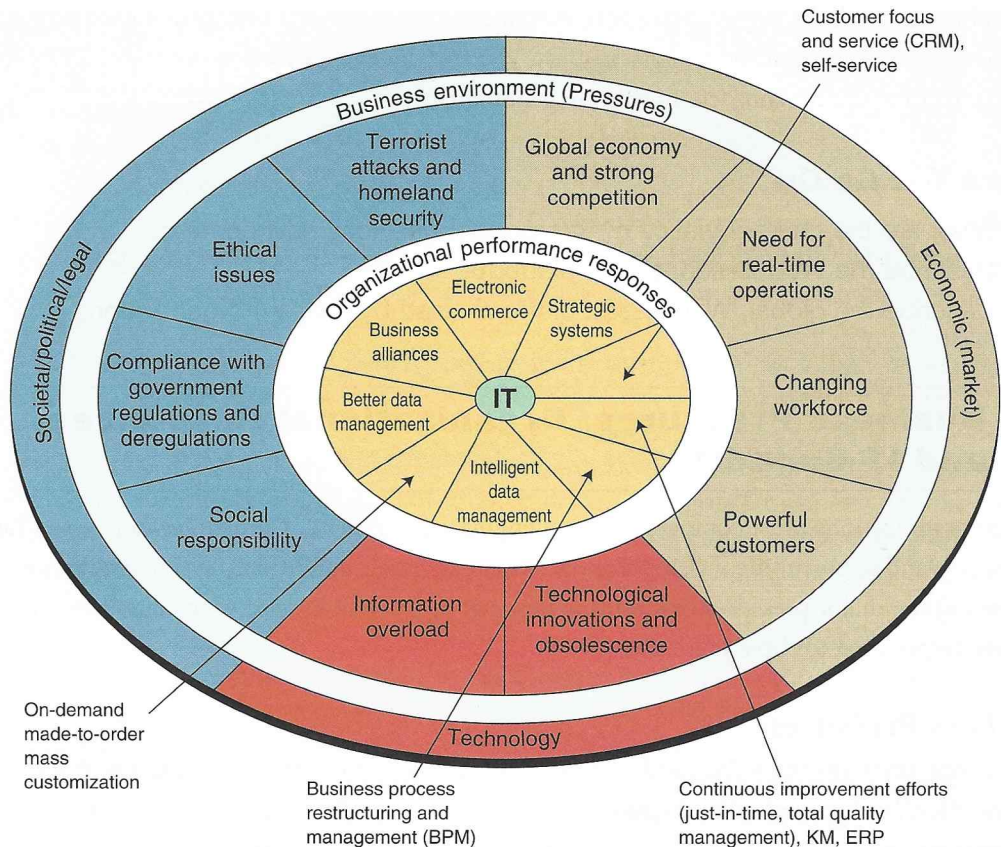 Customer focus
and service (CRM),
self-service
Business environment (Pressures)
Terrorist
attacks and
homeland
security
Global economy
and strong
competition
Ethical
issues
Need for
real-time
operations
Societal/political/legal
Economic (market)
Organizational performance responses
Electronic
commerce
Strategic
systems
Business
alliances
Compliance with
government
regulations and
deregulations
Better data
management
IT
Changing
workforce
Intelligent
data
management
Social
responsibility
Powerful
customers
Information
overload
Technological
innovations and
obsolescence
Technology
On-demand
made-to-order
mass
customization
Business process
restructuring and
management (BPM)
Continuous improvement efforts
(just-in-time, total quality
management), KM, ERP